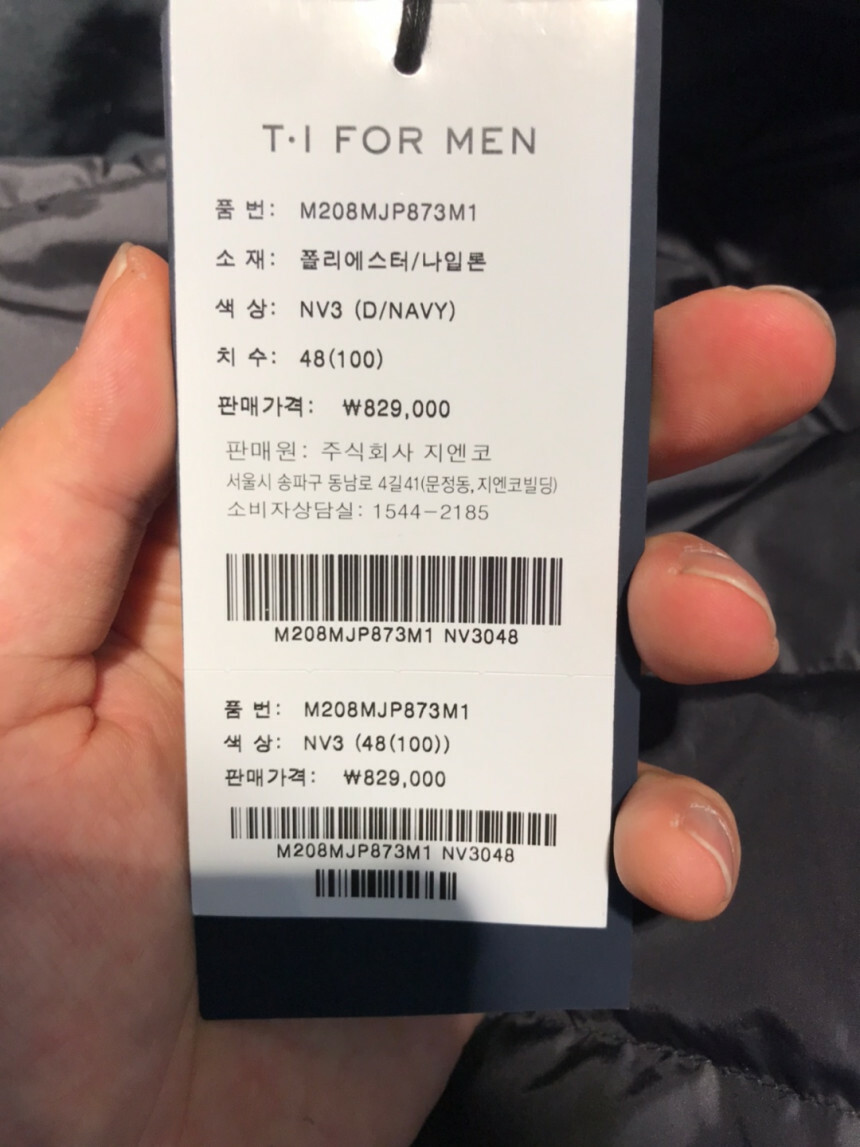 T·I FOR MEN
품 번: M208MJP873M1
소 재: 폴리에스터/나일론
색 상: NV3 (D/NAVY)
치 수: 48(100)
판매가격: ₩829,000
판매원: 주식회사 지엔코
서울시 송파구 동남로 4길41(문정동,지엔코빌딩)
소비자상담실: 1544-2185
M208MJP873M1 NV3048
품 번: M208MJP873M1
색 상: NV3 (48(100))
판매가격: ₩829,000
M208MJP873M1 NV3048